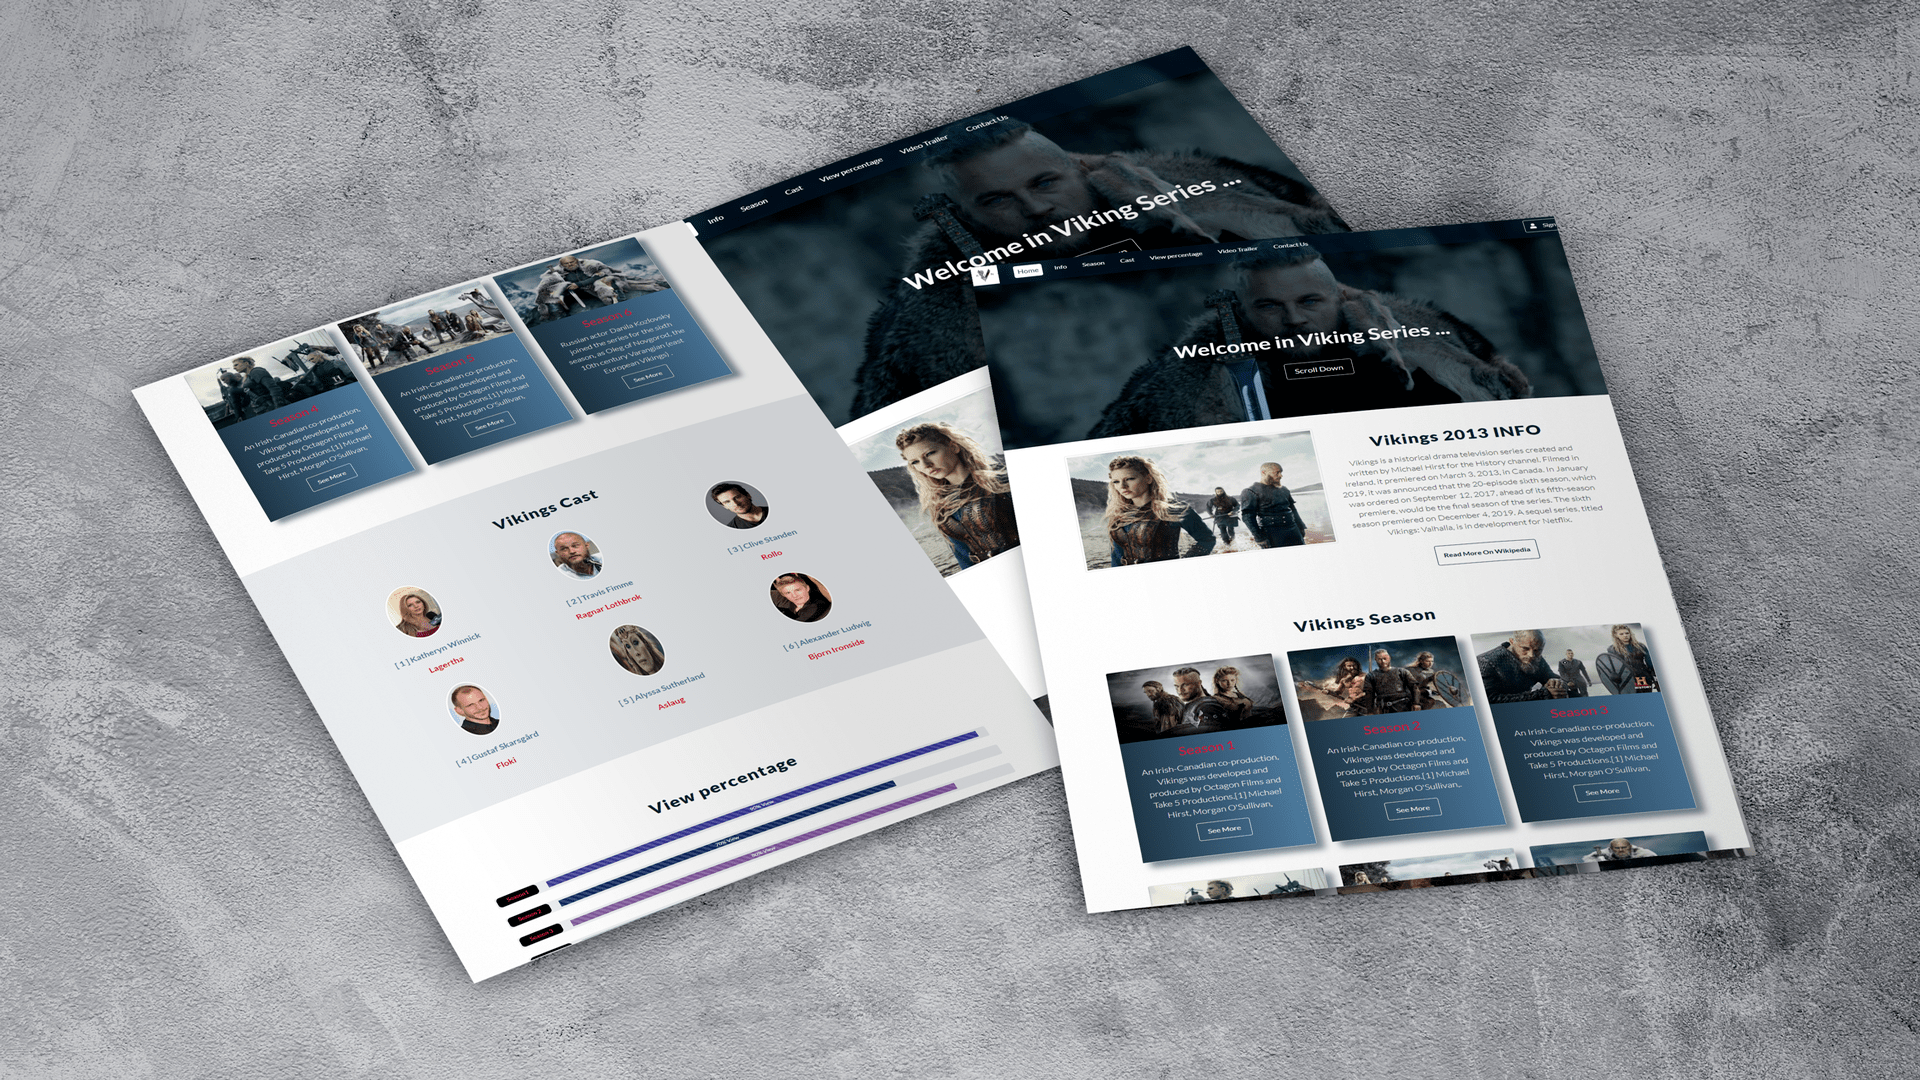 Info
Season
Cast
View percentage
Video Trailer
Contact Us
Welcome in Viking Series ...
Season 4
An Irish-Canadian co-production,
Vikings was developed and
produced by Octagon Films and
Take 5 Productions.[1] Michael
Hirst, Morgan O'Sullivan,
See More
Season 5
An Irish-Canadian co-production,
Vikings was developed and
produced by Octagon Films and
Take 5 Productions.[1] Michael
Hirst, Morgan O'Sullivan,
See More
Season 6
Russian actor Danila Kozlovsky
joined the series for the sixth
season, as Oleg of Novgorod, the
10th century Varangian (east
European Vikings) .
See More
Vikings Cast
[ 1 ] Katheryn Winnick
Lagertha
[ 2 ] Travis Fimme
Ragnar Lothbrok
[ 3 ] Clive Standen
Rollo
[ 4 ] Gustaf Skarsgård
Floki
[ 5 ] Alyssa Sutherland
Aslaug
[ 6 ] Alexander Ludwig
Bjorn Ironside
View percentage
Season 1
Season 2
70% View
Season 3
Home
Info
Season
Cast
View percentage
Video Trailer
Contact Us
Sign
Welcome in Viking Series ...
Scroll Down
Vikings 2013 INFO
Vikings is a historical drama television series created and
written by Michael Hirst for the History channel. Filmed in
Ireland, it premiered on March 3, 2013, in Canada. In January
2019, it was announced that the 20-episode sixth season, which
was ordered on September 12, 2017, ahead of its fifth-season
premiere, would be the final season of the series. The sixth
season premiered on December 4, 2019. A sequel series, titled
Vikings: Valhalla, is in development for Netflix.
Read More On Wikipedia
Vikings Season
Season 1
An Irish-Canadian co-production,
Vikings was developed and
produced by Octagon Films and
Take 5 Productions.[1] Michael
Hirst, Morgan O'Sullivan,
See More
Season 2
An Irish-Canadian co-production,
Vikings was developed and
produced by Octagon Films and
Take 5 Productions.[1] Michael
Hirst, Morgan O'Sullivan,
See More
Season 3
An Irish-Canadian co-production,
Vikings was developed and
produced by Octagon Films and
Take 5 Productions.[1] Michael
Hirst, Morgan O'Sullivan,
See More